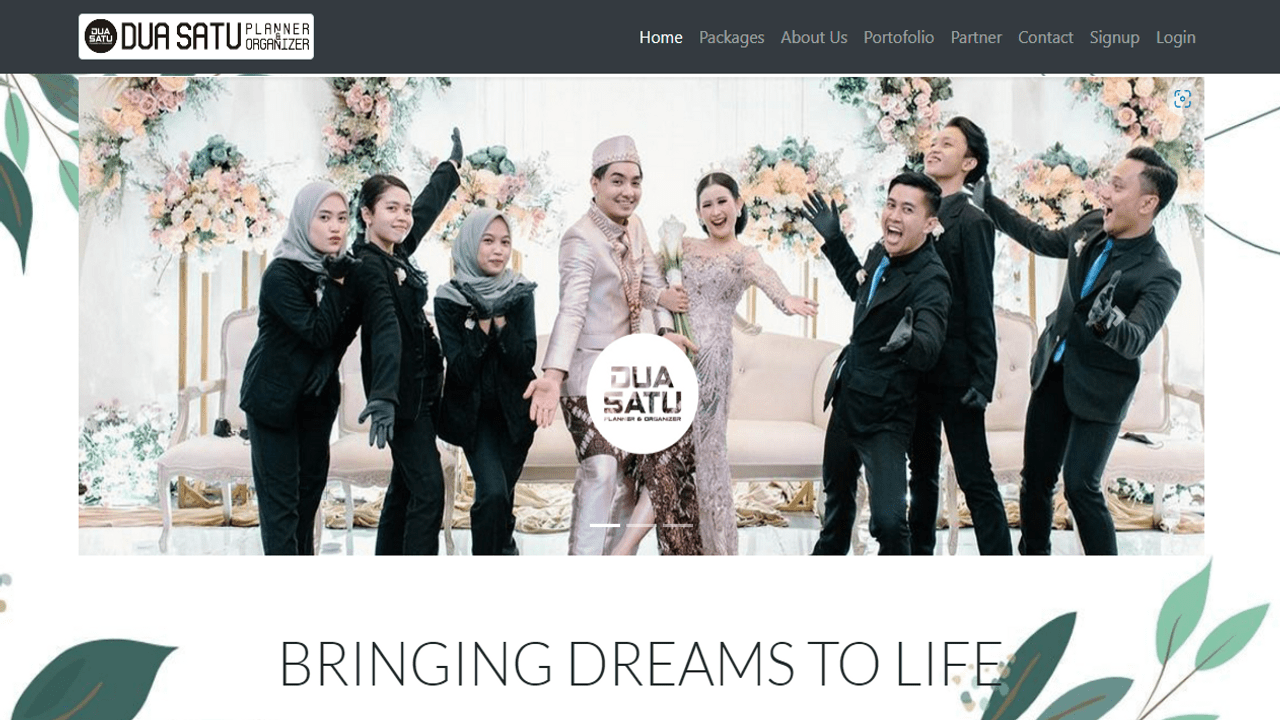 DUA SATU
DUA SATU PLANNER & ORGANIZER
Home Packages About Us Portofolio Partner Contact Signup Login
DUA
SATU
PLANNER & ORGANIZER
BRINGING DREAMS TO LIFE